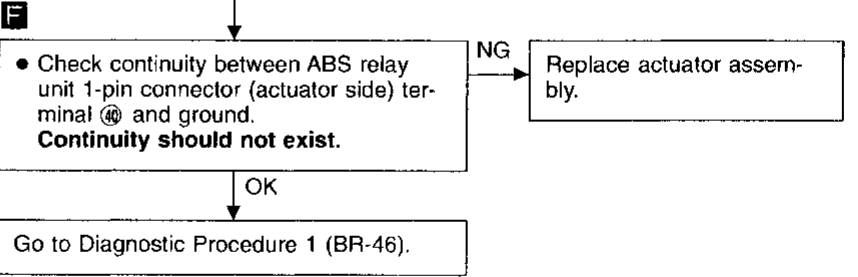 F
● Check continuity between ABS relay
unit 1-pin connector (actuator side) ter-
minal ㊵ and ground.
Continuity should not exist.
NG
Replace actuator assem-
bly.
OK
Go to Diagnostic Procedure 1 (BR-46).